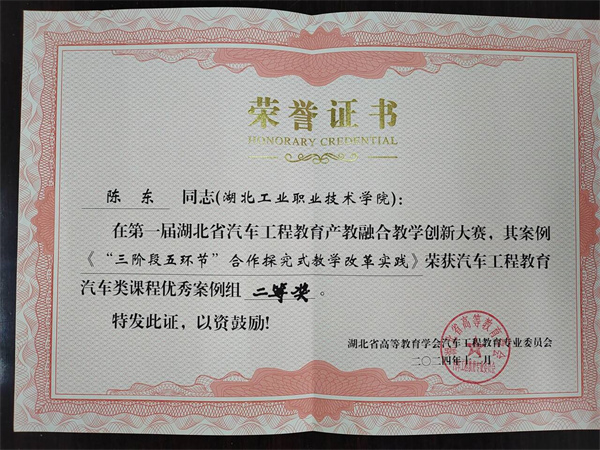 荣誉证书
HONORARY CREDENTIAL
陈东 同志(湖北工业职业技术学院)：
在第一届湖北省汽车工程教育产教融合教学创新大赛，其案例
《“三阶段五环节”合作探究式教学改革实践》荣获汽车工程教育
汽车类课程优秀案例组 二等奖 。
特发此证，以资鼓励！
湖北省高等教育学会汽车工程教育专业委员会
二〇二四年十一月